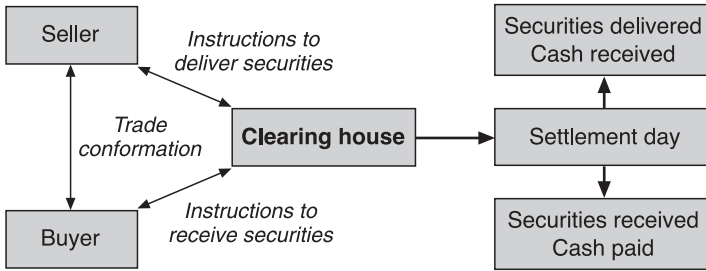 Seller
Instructions to
deliver securities
Securities delivered
Cash received
Trade
conformation
Clearing house
Settlement day
Buyer
Instructions to
receive securities
Securities received
Cash paid